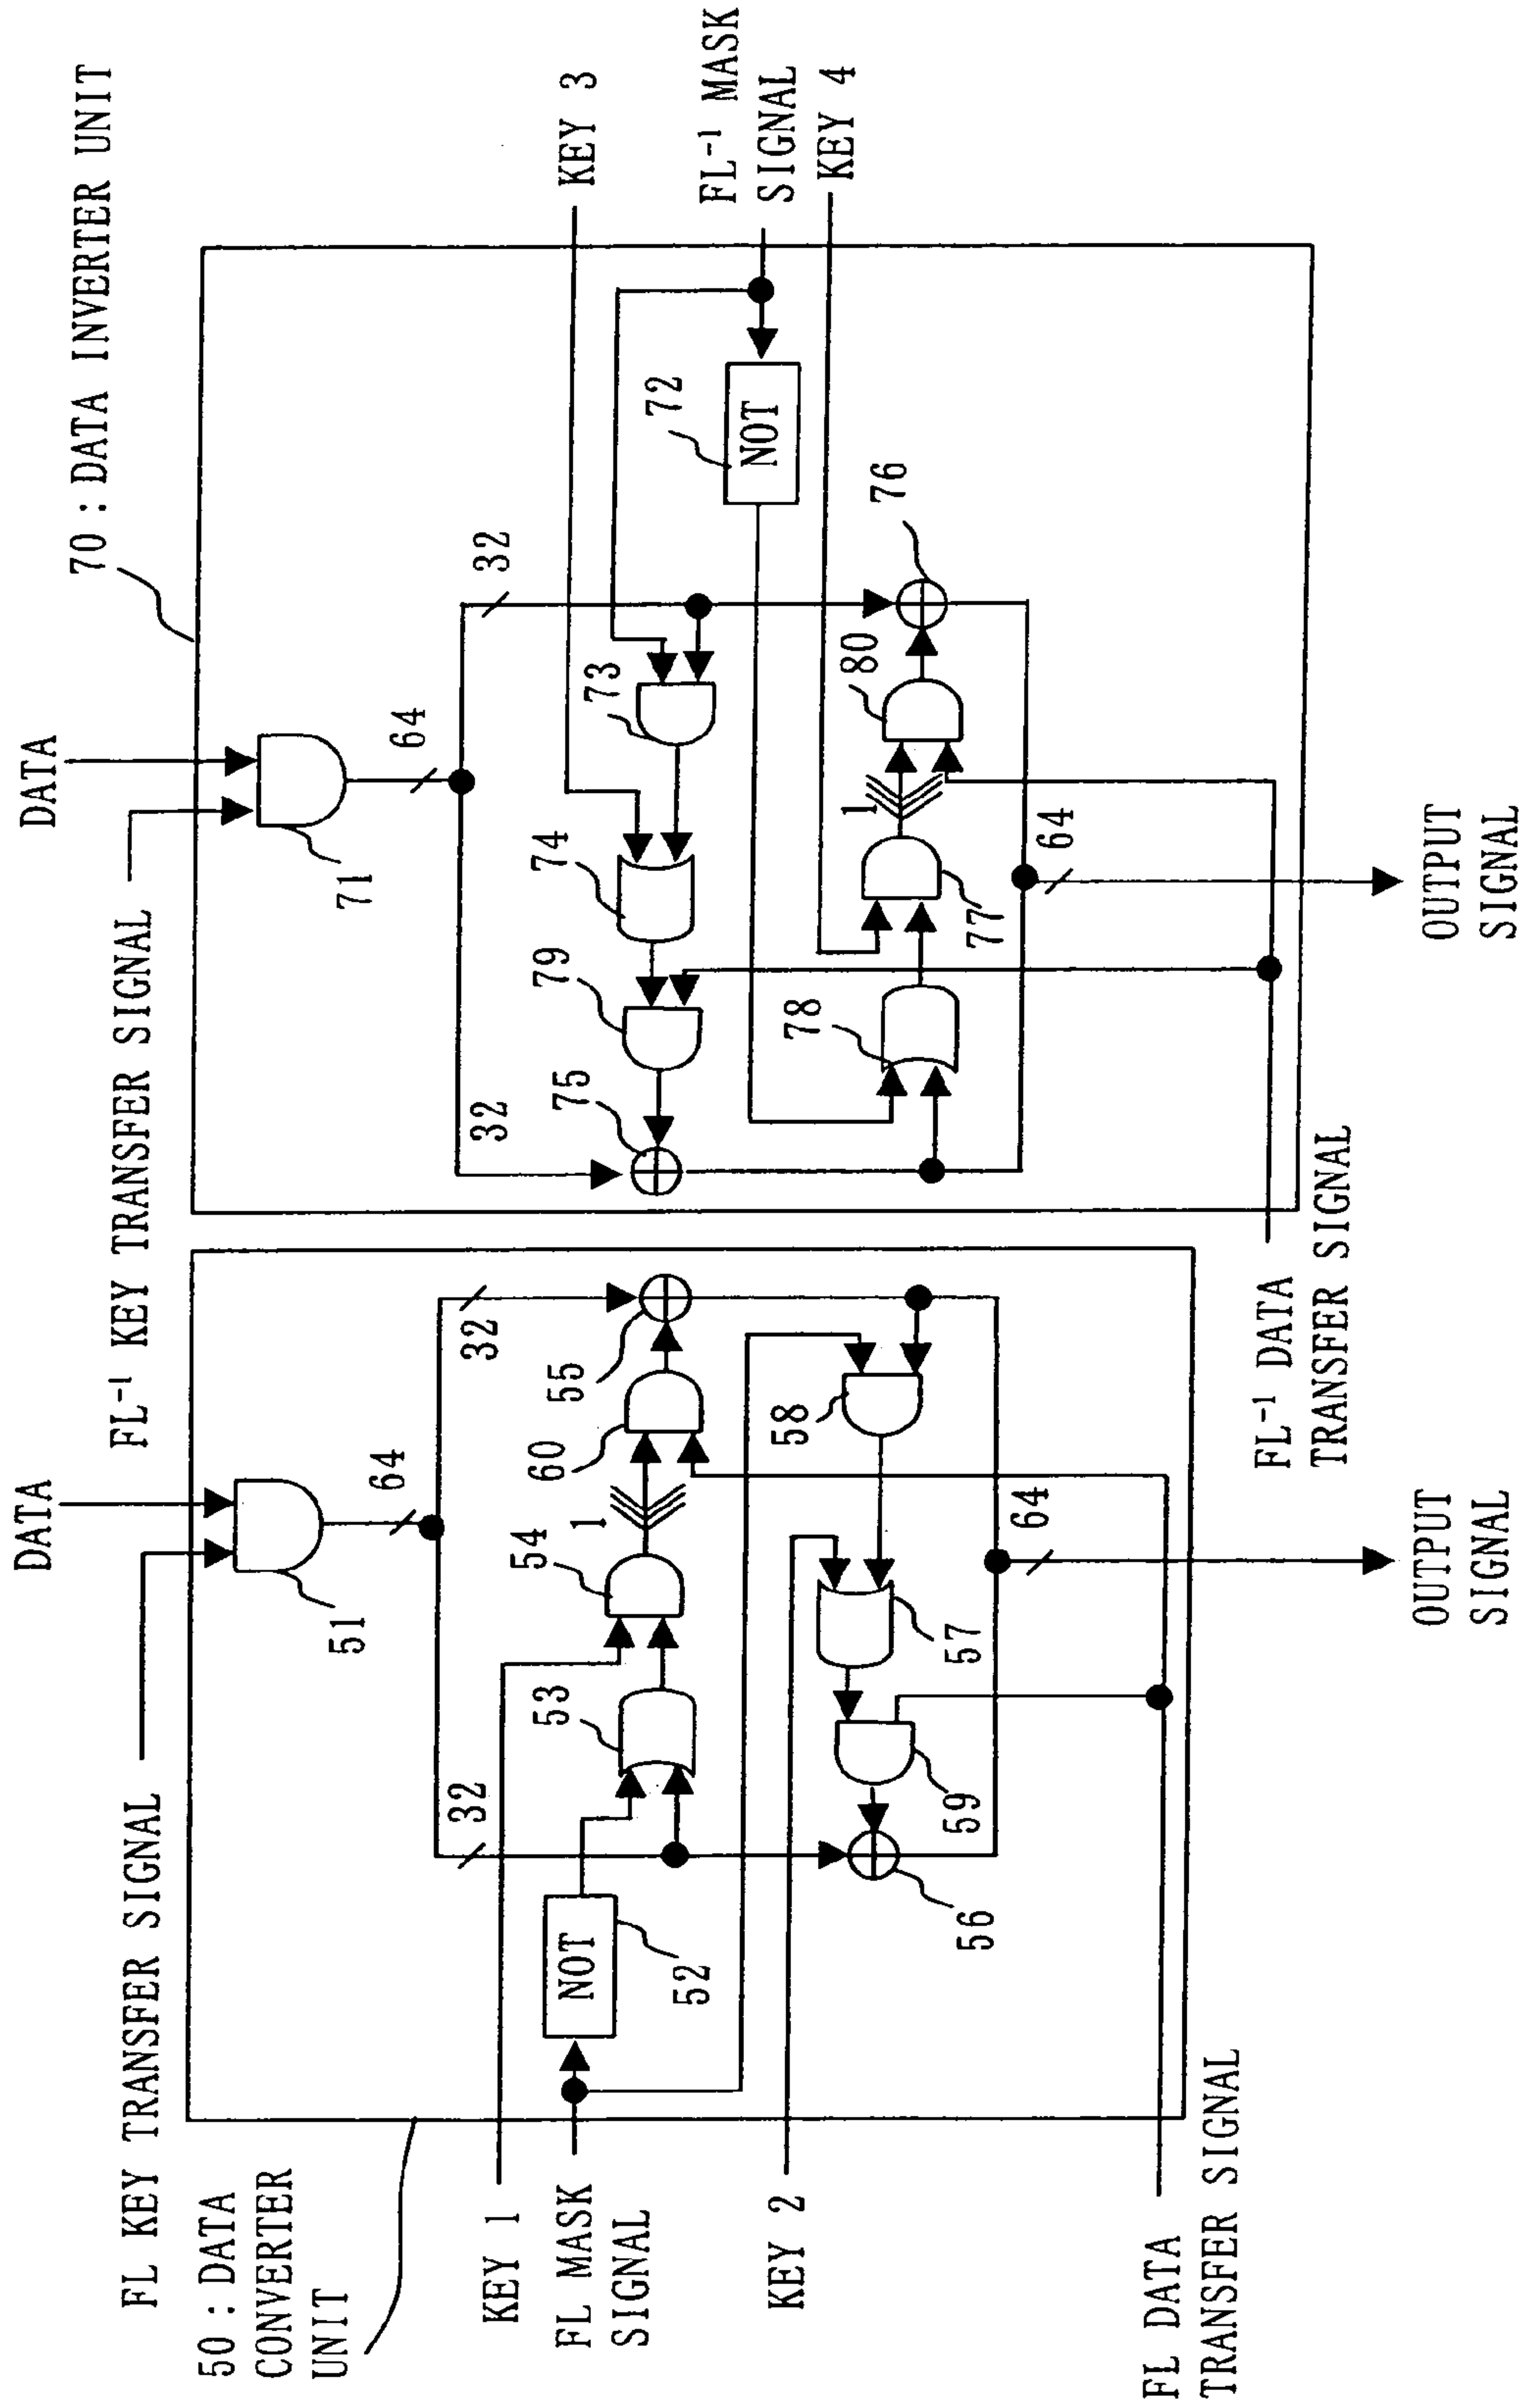 FL KEY TRANSFER SIGNAL
DATA
FL⁻¹ KEY TRANSFER SIGNAL
DATA
70 : DATA INVERTER UNIT
50 : DATA
CONVERTER
UNIT
51
64
32
32
KEY 1
FL MASK
SIGNAL
NOT
52
53
54
1
60
55
KEY 2
56
59
57
58
64
FL DATA
TRANSFER SIGNAL
OUTPUT
SIGNAL
71
64
32
32
KEY 3
FL⁻¹ MASK
SIGNAL
KEY 4
NOT
72
73
74
79
75
78
77
1
80
76
64
FL⁻¹ DATA
TRANSFER SIGNAL
OUTPUT
SIGNAL